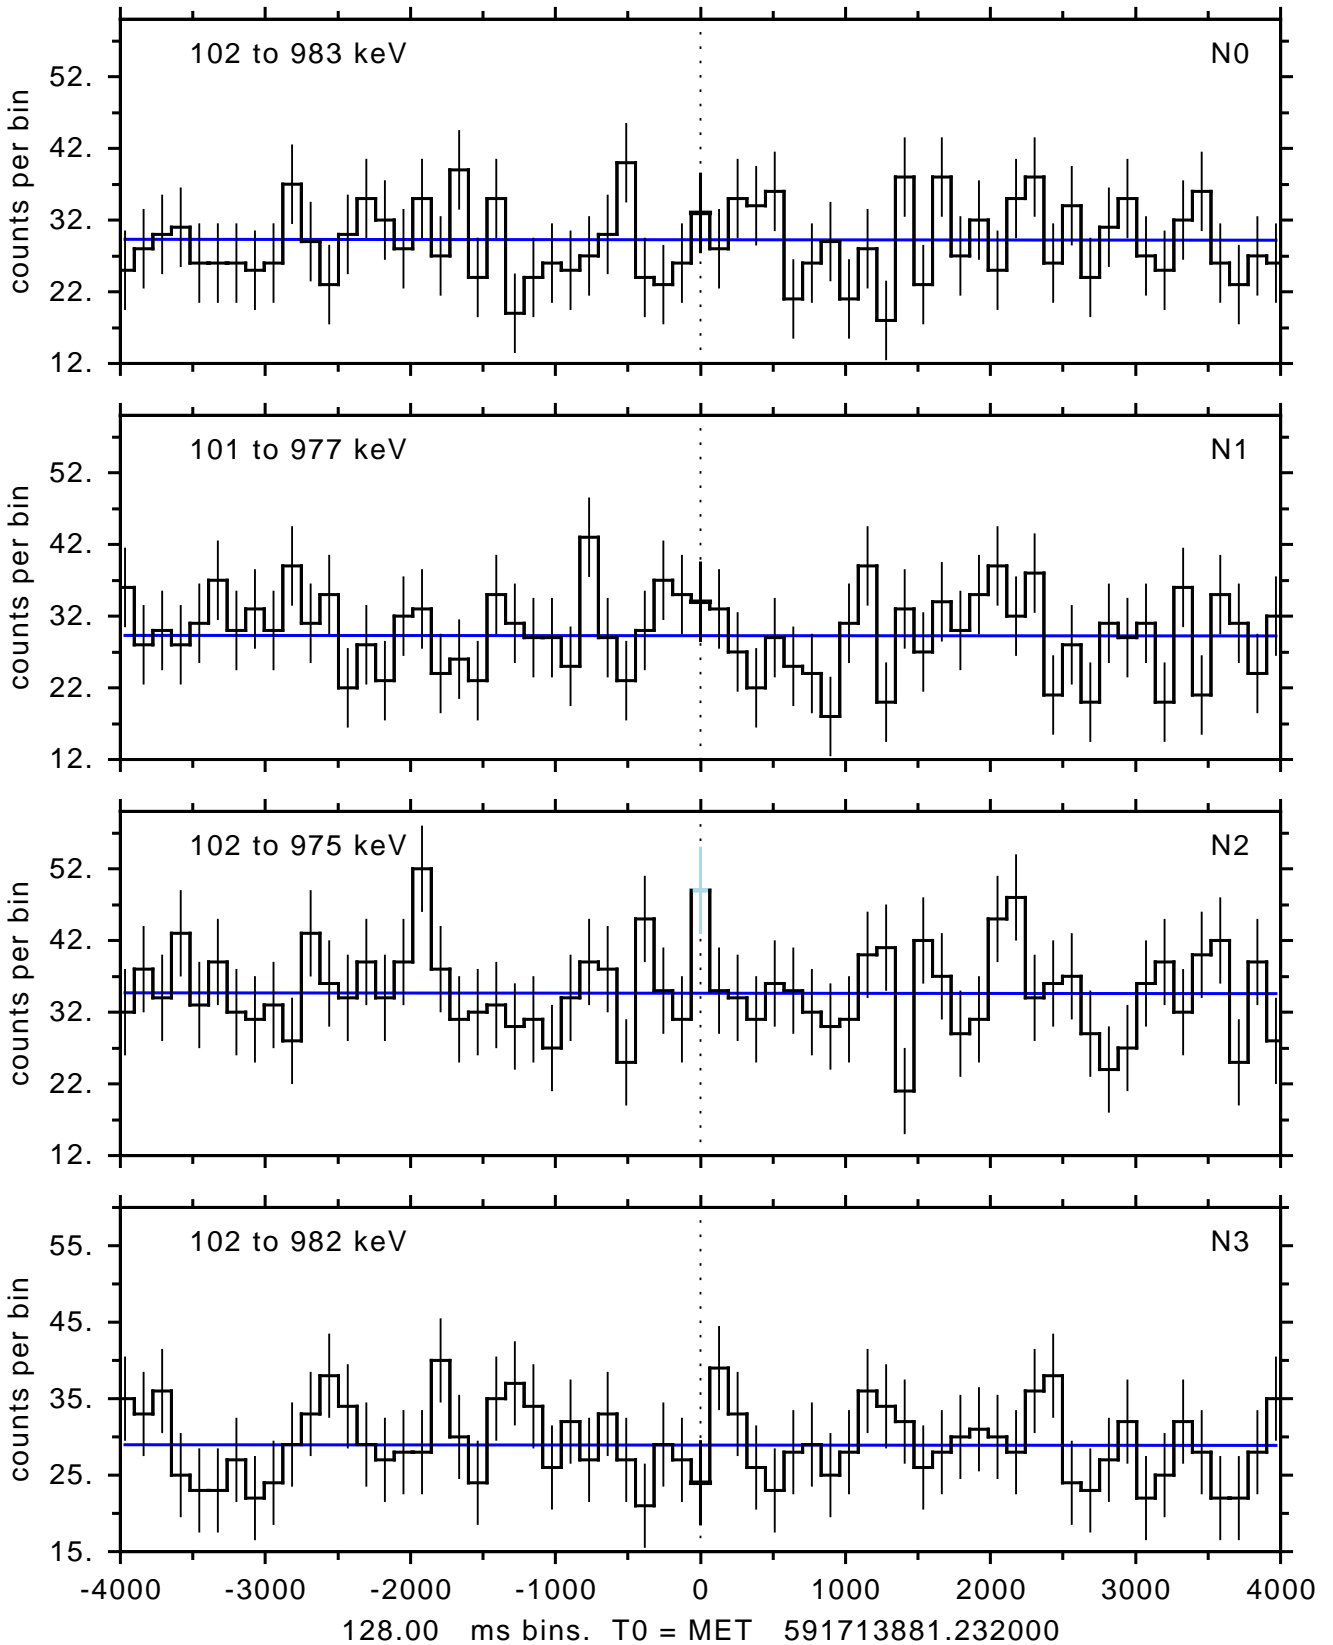 102 to 983 keV N0
52.
42.
32.
22.
12.
counts per bin
101 to 977 keV N1
52.
42.
32.
22.
12.
counts per bin
102 to 975 keV N2
52.
42.
32.
22.
12.
counts per bin
102 to 982 keV N3
55.
45.
35.
25.
15.
counts per bin
-4000 -3000 -2000 -1000 0 1000 2000 3000 4000
128.00 ms bins. T0 = MET 591713881.232000